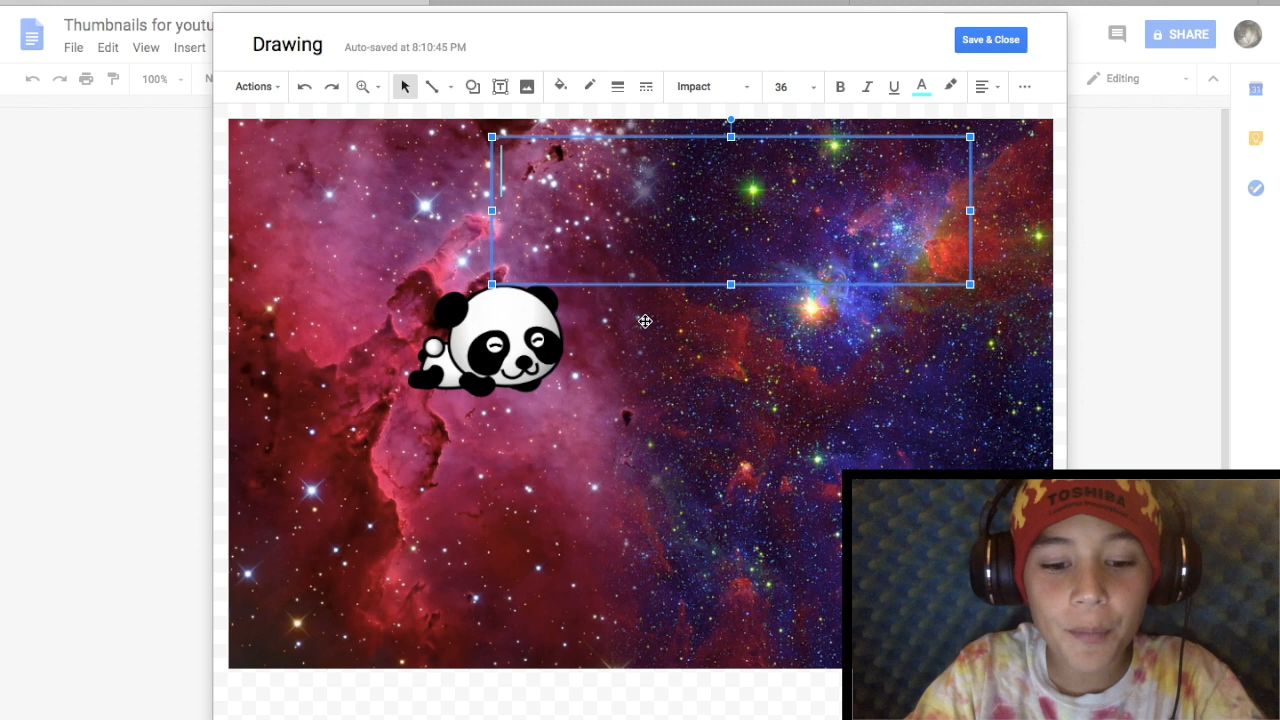 Thumbnails for youtu
File Edit View Insert
100%
Drawing Auto-saved at 8:10:45 PM
Save & Close
SHARE
Actions
Impact
36
B I U A
Editing
31
TOSHIBA